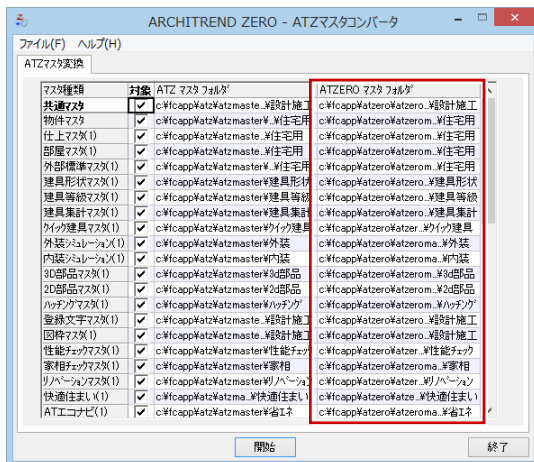 ARCHITREND ZERO - ATZマスタコンバータ
ファイル(F) ヘルプ(H)
ATZマスタ変換
マスタ種類 対象 ATZ マスタ フォルダ ATZERO マスタ フォルダ
共通マスタ c:¥fcapp¥atz¥atzmaste..¥設計施工 c:¥fcapp¥atzero¥atzero..¥設計施工
物件マスタ c:¥fcapp¥atz¥atzmaster¥..¥住宅用 c:¥fcapp¥atzero¥atzerom..¥住宅用
仕上マスタ(1) c:¥fcapp¥atz¥atzmaste..¥住宅用 c:¥fcapp¥atzero¥atzerom..¥住宅用
部屋マスタ(1) c:¥fcapp¥atz¥atzmaste..¥住宅用 c:¥fcapp¥atzero¥atzerom..¥住宅用
外部標準マスタ(1) c:¥fcapp¥atz¥atzmaster¥..¥住宅用 c:¥fcapp¥atzero¥atzerom..¥住宅用
建具形状マスタ(1) c:¥fcapp¥atz¥atzmaster¥建具形状 c:¥fcapp¥atzero¥atzero..¥建具形状
建具等級マスタ(1) c:¥fcapp¥atz¥atzmaster¥建具等級 c:¥fcapp¥atzero¥atzero..¥建具等級
建具集計マスタ(1) c:¥fcapp¥atz¥atzmaster¥建具集計 c:¥fcapp¥atzero¥atzero..¥建具集計
クイック建具マスタ(1) c:¥fcapp¥atz¥atzmaster¥クイック建具 c:¥fcapp¥atzero¥atzer..¥クイック建具
外装シミュレーション(1) c:¥fcapp¥atz¥atzmaster¥外装 c:¥fcapp¥atzero¥atzeroma..¥外装
内装シミュレーション(1) c:¥fcapp¥atz¥atzmaster¥内装 c:¥fcapp¥atzero¥atzeroma..¥内装
3D部品マスタ(1) c:¥fcapp¥atz¥atzmaster¥3d部品 c:¥fcapp¥atzero¥atzerom..¥3d部品
2D部品マスタ(1) c:¥fcapp¥atz¥atzmaster¥2d部品 c:¥fcapp¥atzero¥atzerom..¥2d部品
ハッチングマスタ(1) c:¥fcapp¥atz¥atzmaster¥ハッチング c:¥fcapp¥atzero¥atzerom..¥ハッチング
登録文字マスタ(1) c:¥fcapp¥atz¥atzmaste..¥設計施工 c:¥fcapp¥atzero¥atzero..¥設計施工
図枠マスタ(1) c:¥fcapp¥atz¥atzmaste..¥設計施工 c:¥fcapp¥atzero¥atzero..¥設計施工
性能チェックマスタ(1) c:¥fcapp¥atz¥atzmaster¥性能チェック c:¥fcapp¥atzero¥atzer..¥性能チェック
家相チェックマスタ(1) c:¥fcapp¥atz¥atzmaster¥家相 c:¥fcapp¥atzero¥atzeroma..¥家相
リノベーションマスタ(1) c:¥fcapp¥atz¥atzmaster¥リノベーション c:¥fcapp¥atzero¥atzer..¥リノベーション
快適住まい(1) c:¥fcapp¥atz¥atzma..¥快適住まい c:¥fcapp¥atzero¥atze..¥快適住まい
ATエコナビ(1) c:¥fcapp¥atz¥atzmaster¥省エネ c:¥fcapp¥atzero¥atzeroma..¥省エネ
開始 終了